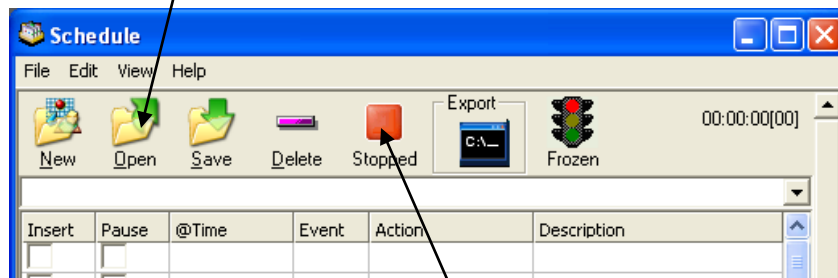 Schedule
File Edit View Help
Export
00:00:00[00]
C:\_
New Open Save Delete Stopped Frozen
Insert Pause @Time Event Action Description